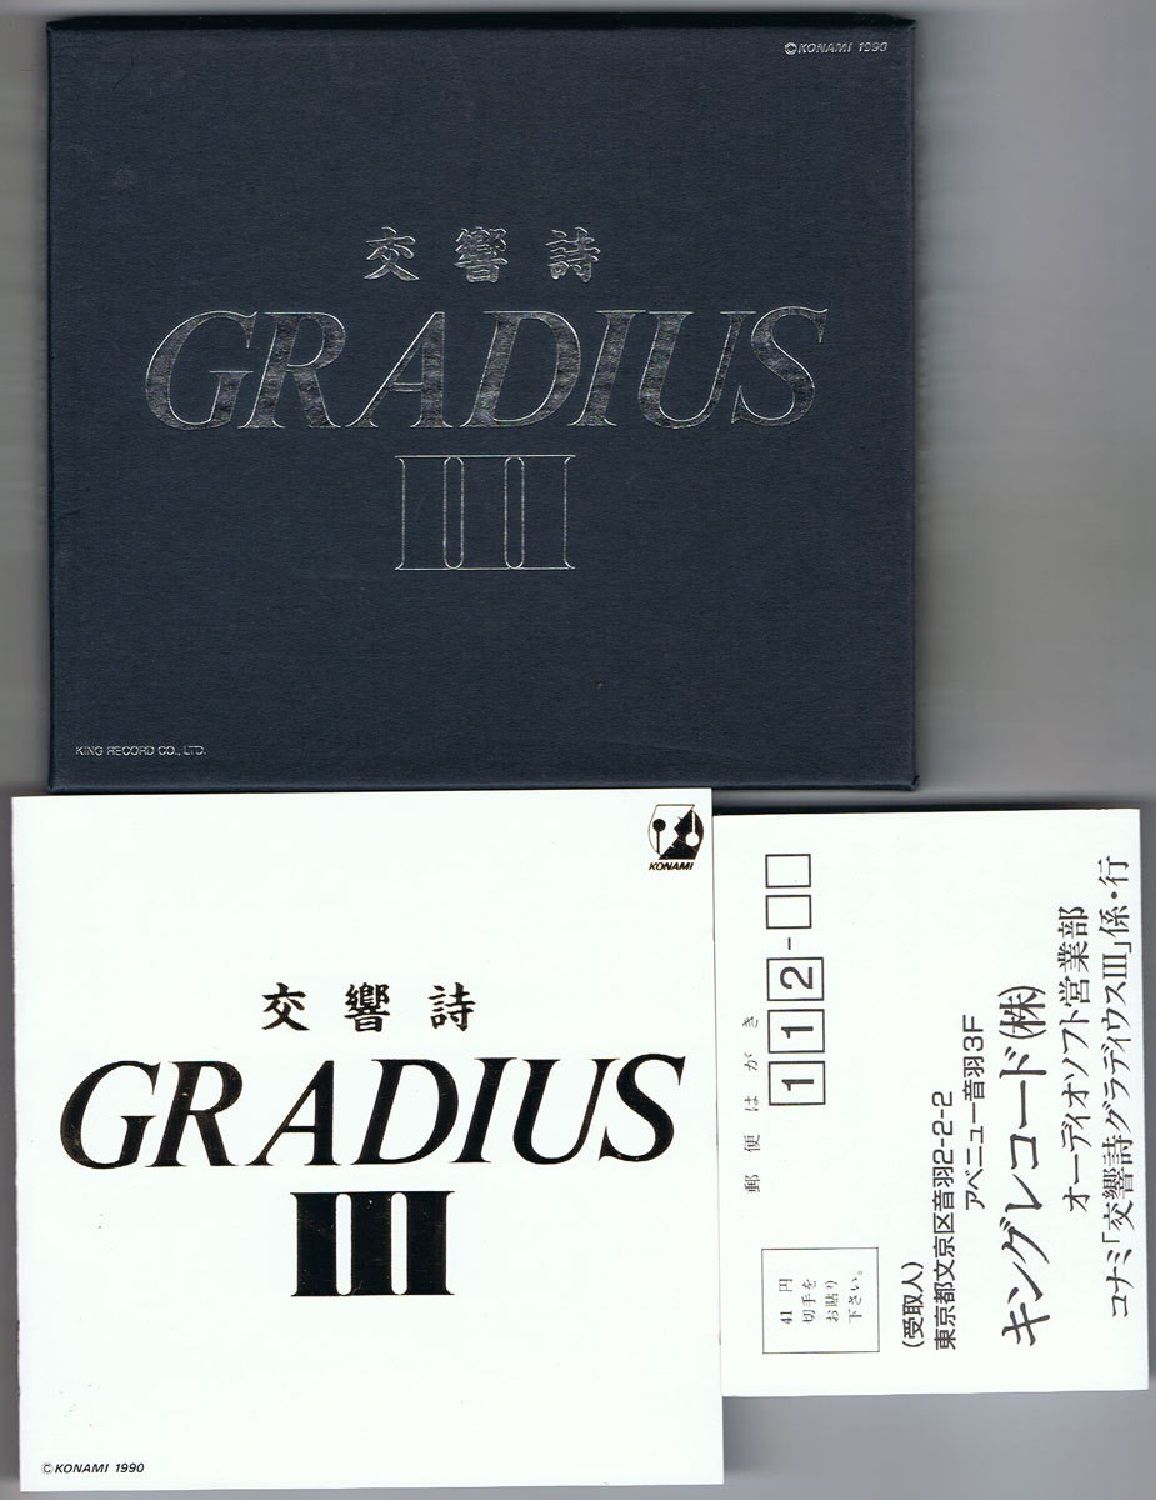 ©KONAMI 1990
交響詩
GRADIUS
III
KING RECORD CO., LTD.
KONAMI
交響詩
GRADIUS
III
©KONAMI 1990
郵便はがき
112-
41円
切手を
お貼り
下さい。
(受取人)
東京都文京区音羽2-2-2
アベニュー音羽3F
キングレコード(株)
オーディオソフト営業部
コナミ「交響詩グラディウスIII」係・行